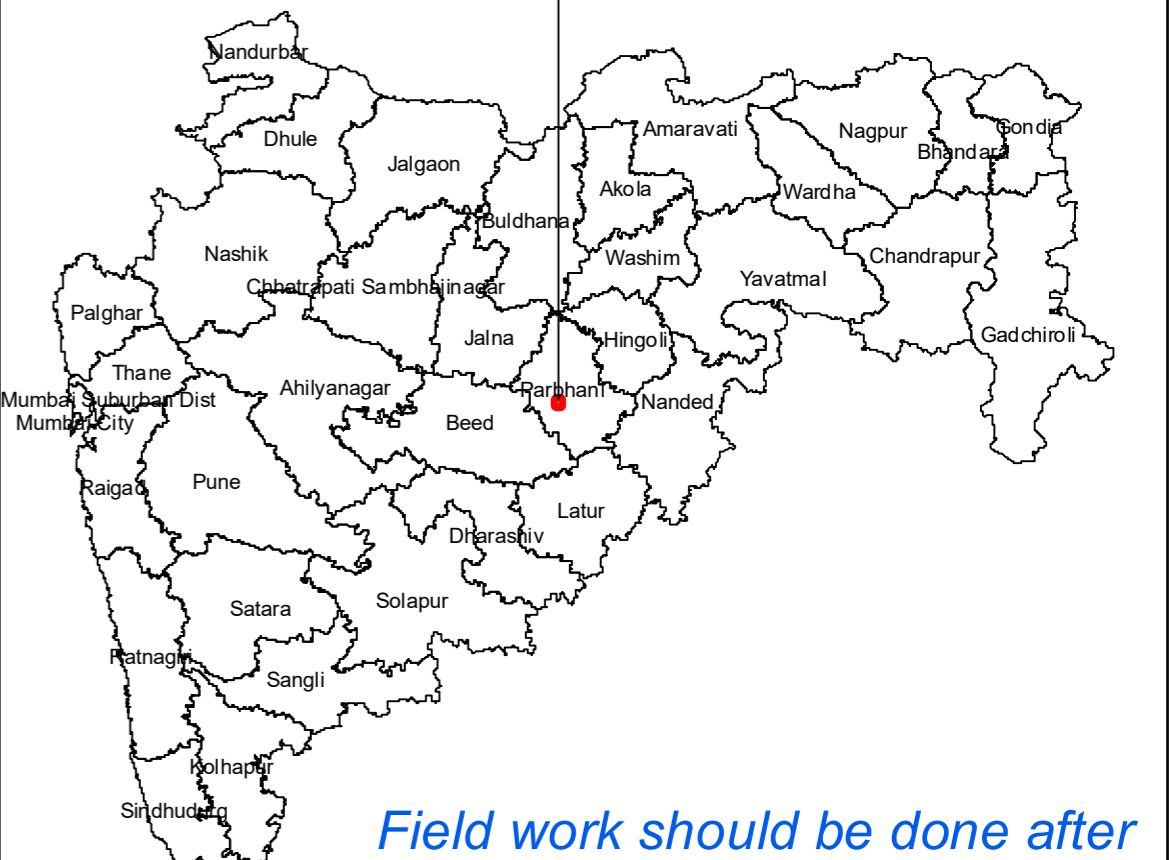 Nandurbar
Dhule
Jalgaon
Amaravati
Nagpur
Gondia
Bhandara
Akola
Wardha
Buldhana
Nashik
Washim
Chandrapur
Chhatrapati Sambhajinagar
Yavatmal
Palghar
Jalna
Hingoli
Gadchiroli
Thane
Ahilyanagar
Parbhani
Mumbai Suburban Dist
Nanded
Mumbai City
Beed
Raigad
Pune
Latur
Dharashiv
Satara
Solapur
Ratnagiri
Sangli
Kolhapur
Sindhudurg
Field work should be done after